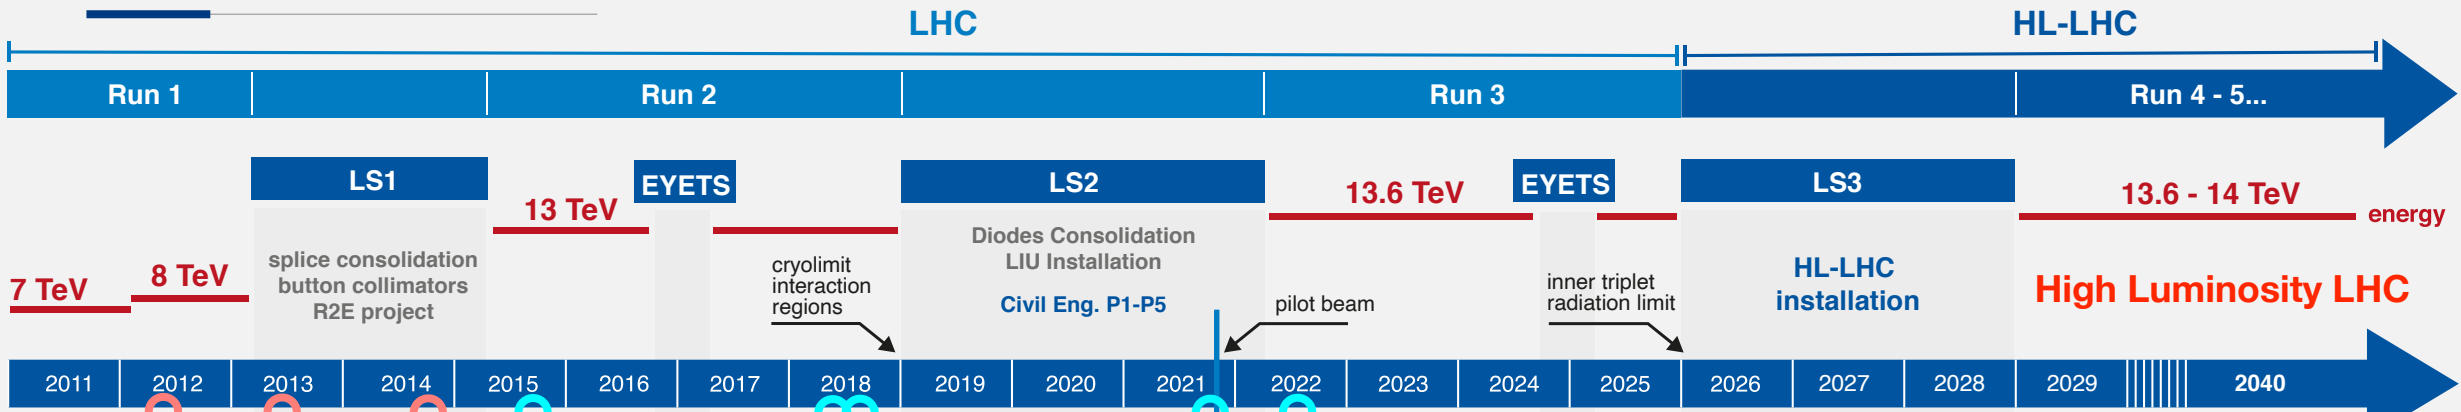 LHC
HL-LHC
Run 1
Run 2
Run 3
Run 4 - 5...
LS1
EYETS
LS2
EYETS
LS3
13 TeV
13.6 TeV
13.6 - 14 TeV
energy
7 TeV
8 TeV
splice consolidation
button collimators
R2E project
cryolimit
interaction
regions
Diodes Consolidation
LIU Installation
Civil Eng. P1-P5
pilot beam
inner triplet
radiation limit
HL-LHC
installation
High Luminosity LHC
2011
2012
2013
2014
2015
2016
2017
2018
2019
2020
2021
2022
2023
2024
2025
2026
2027
2028
2029
2040